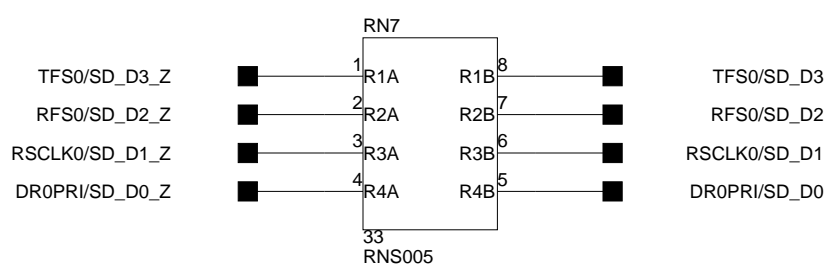 RN7
TFS0/SD_D3_Z 1 R1A R1B 8 TFS0/SD_D3
RFS0/SD_D2_Z 2 R2A R2B 7 RFS0/SD_D2
RSCLK0/SD_D1_Z 3 R3A R3B 6 RSCLK0/SD_D1
DR0PRI/SD_D0_Z 4 R4A R4B 5 DR0PRI/SD_D0
33
RNS005